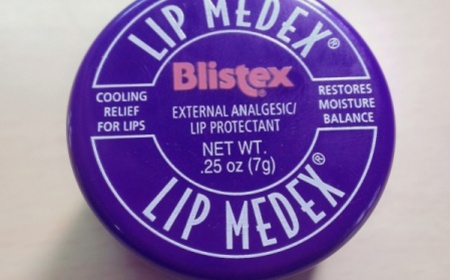 LIP MEDEX®
Blistex®
COOLING
RELIEF
FOR LIPS
EXTERNAL ANALGESIC/
LIP PROTECTANT
RESTORES
MOISTURE
BALANCE
NET WT.
.25 oz (7g)
LIP MEDEX®